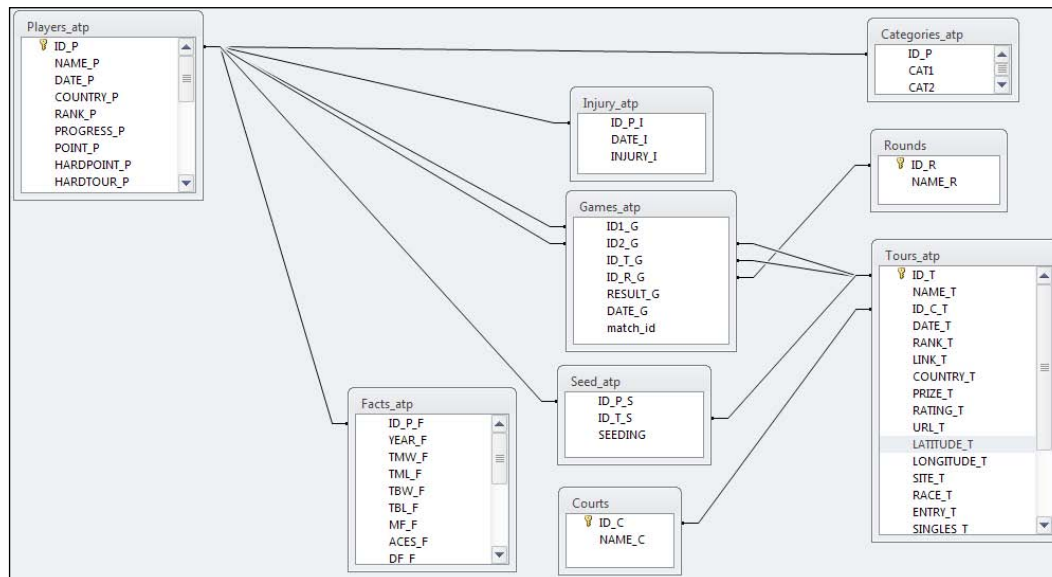 Players_atp
ID_P
NAME_P
DATE_P
COUNTRY_P
RANK_P
PROGRESS_P
POINT_P
HARDPOINT_P
HARDTOUR_P
Categories_atp
ID_P
CAT1
CAT2
Injury_atp
ID_P_I
DATE_I
INJURY_I
Rounds
ID_R
NAME_R
Games_atp
ID1_G
ID2_G
ID_T_G
ID_R_G
RESULT_G
DATE_G
match_id
Tours_atp
ID_T
NAME_T
ID_C_T
DATE_T
RANK_T
LINK_T
COUNTRY_T
PRIZE_T
RATING_T
URL_T
LATITUDE_T
LONGITUDE_T
SITE_T
RACE_T
ENTRY_T
SINGLES_T
Seed_atp
ID_P_S
ID_T_S
SEEDING
Facts_atp
ID_P_F
YEAR_F
TMW_F
TML_F
TBW_F
TBL_F
MF_F
ACES_F
DF_F
Courts
ID_C
NAME_C